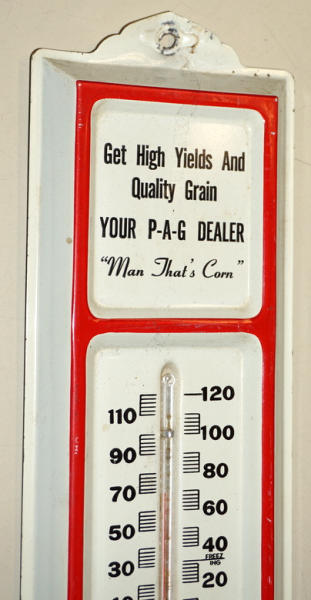 Get High Yields And
Quality Grain
YOUR P-A-G DEALER
"Man That's Corn"
120
110
100
90
80
70
60
50
40
FREEZ
ING
30
20
10